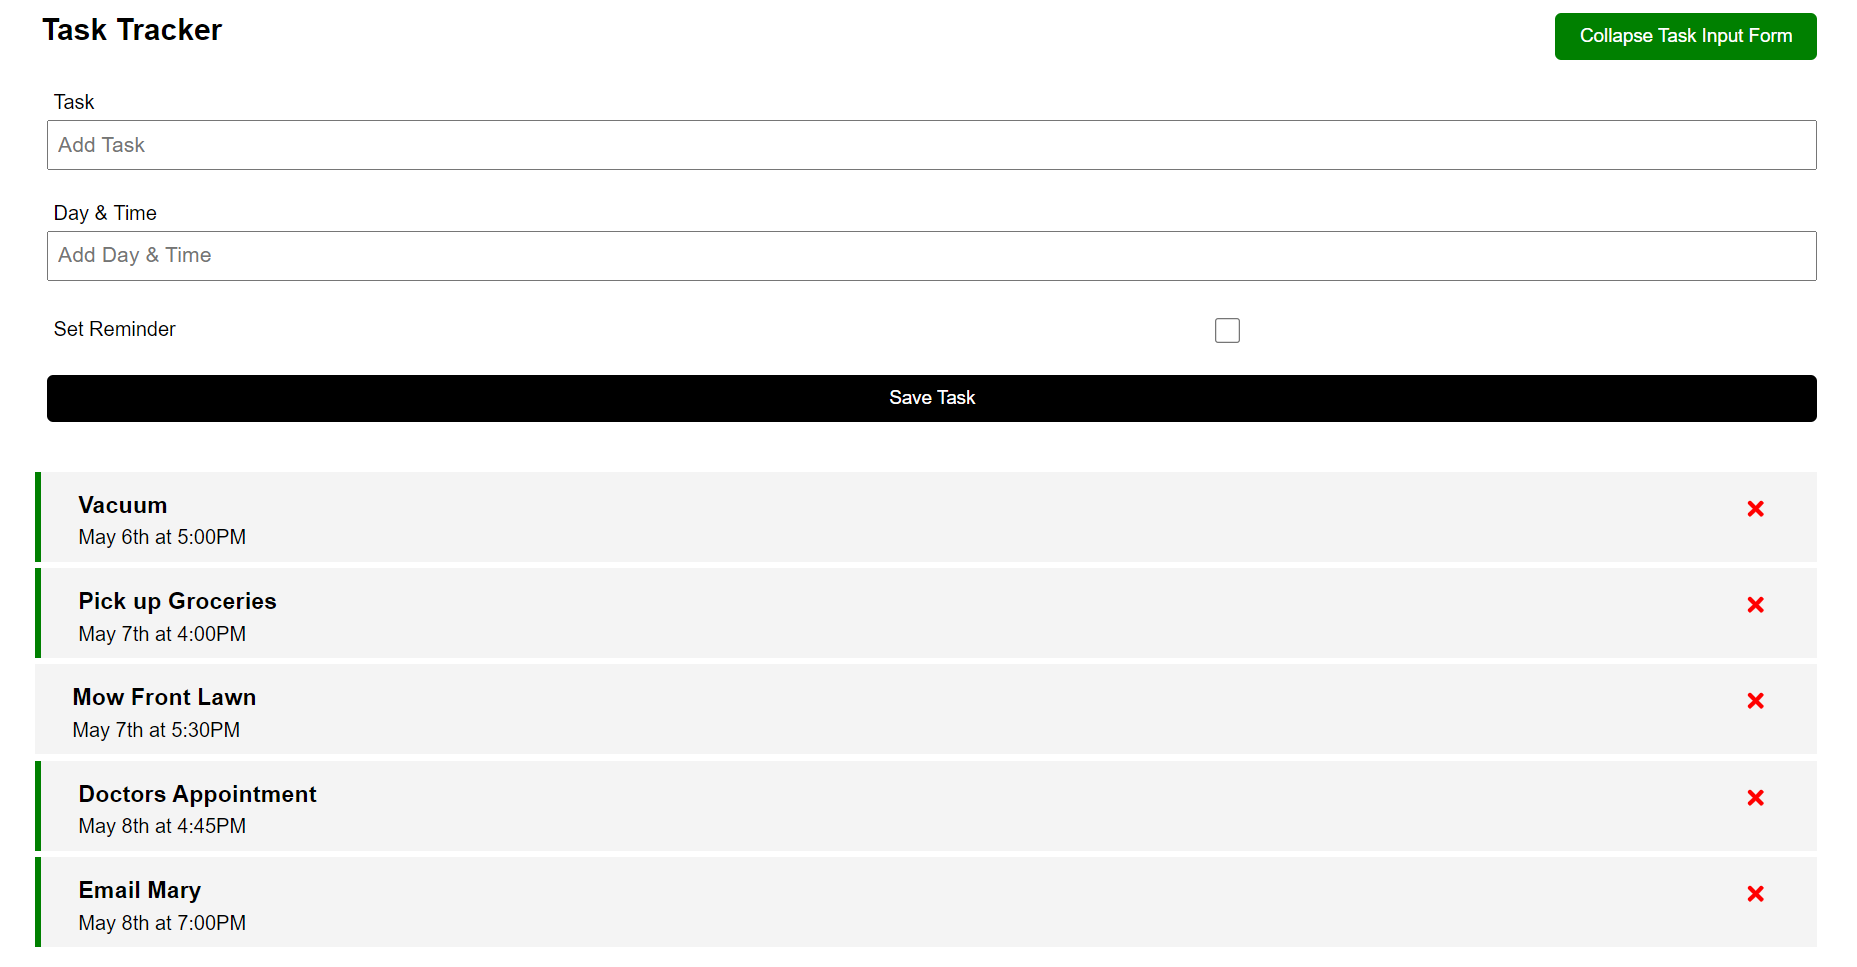 Task Tracker
Collapse Task Input Form
Task
Add Task
Day & Time
Add Day & Time
Set Reminder
Save Task
Vacuum
May 6th at 5:00PM
Pick up Groceries
May 7th at 4:00PM
Mow Front Lawn
May 7th at 5:30PM
Doctors Appointment
May 8th at 4:45PM
Email Mary
May 8th at 7:00PM